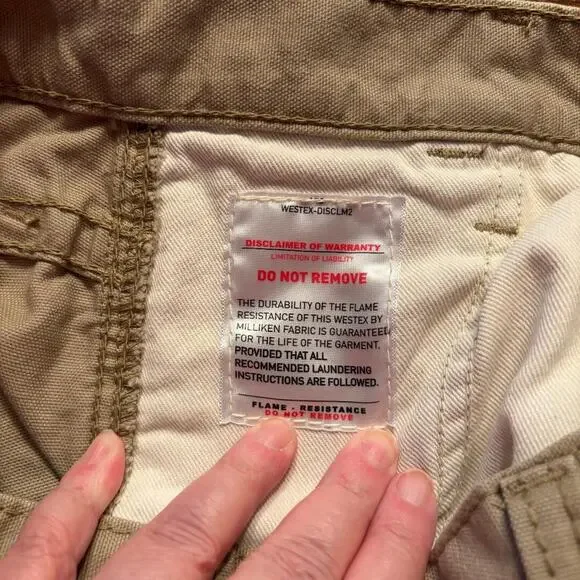 WESTEX-DISCLM2
DISCLAIMER OF WARRANTY
LIMITATION OF LIABILITY
DO NOT REMOVE
THE DURABILITY OF THE FLAME
RESISTANCE OF THIS WESTEX BY
MILLIKEN FABRIC IS GUARANTEE
FOR THE LIFE OF THE GARMENT.
PROVIDED THAT ALL
RECOMMENDED LAUNDERING
INSTRUCTIONS ARE FOLLOWED.
FLAME - RESISTANCE
DO NOT REMOVE